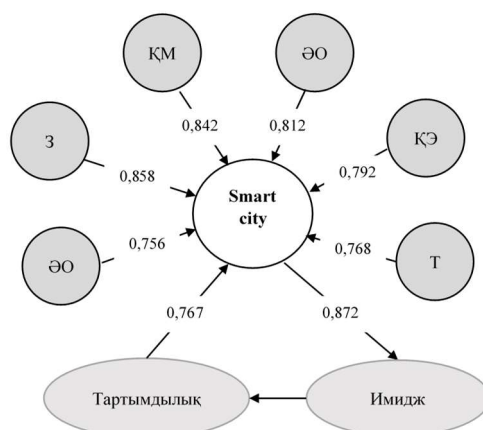 ҚМ
ӘО
З
ҚЭ
ӘО
Т
0,842
0,812
0,858
0,792
0,756
0,768
Smart
city
0,767
0,872
Тартымдылық
Имидж